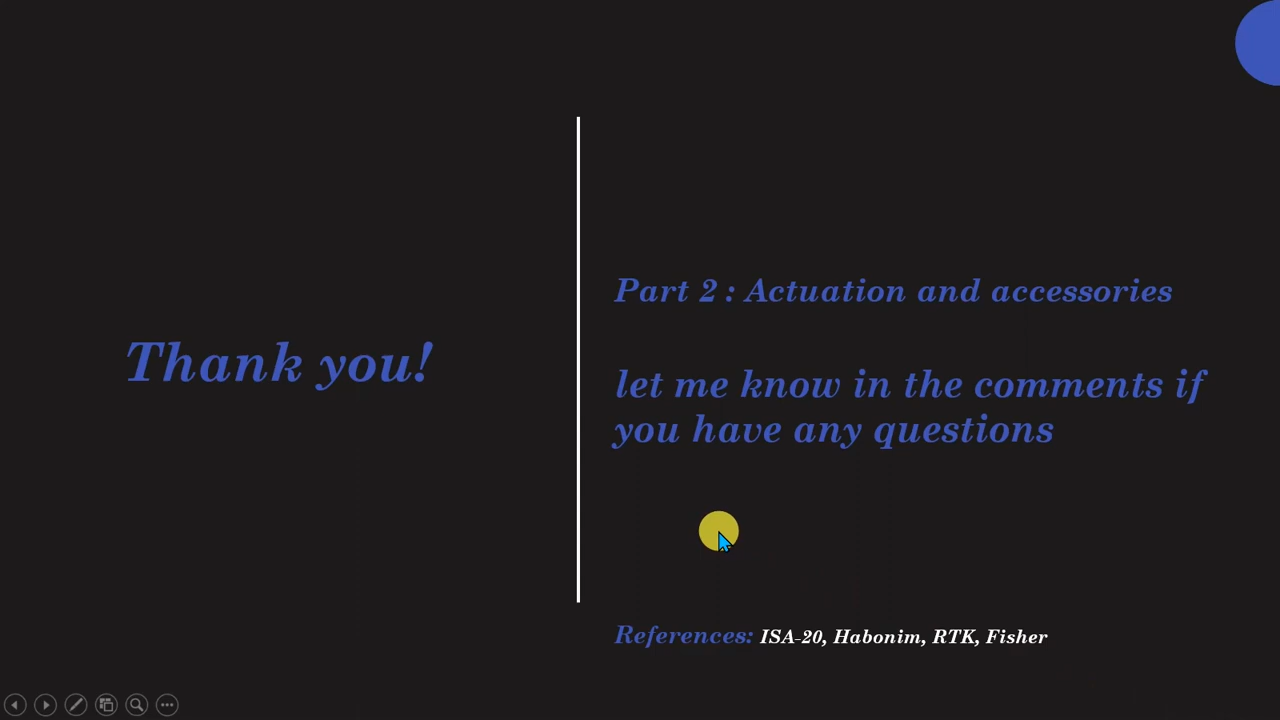 Thank you!
Part 2 : Actuation and accessories
let me know in the comments if
you have any questions
References: ISA-20, Habonim, RTK, Fisher